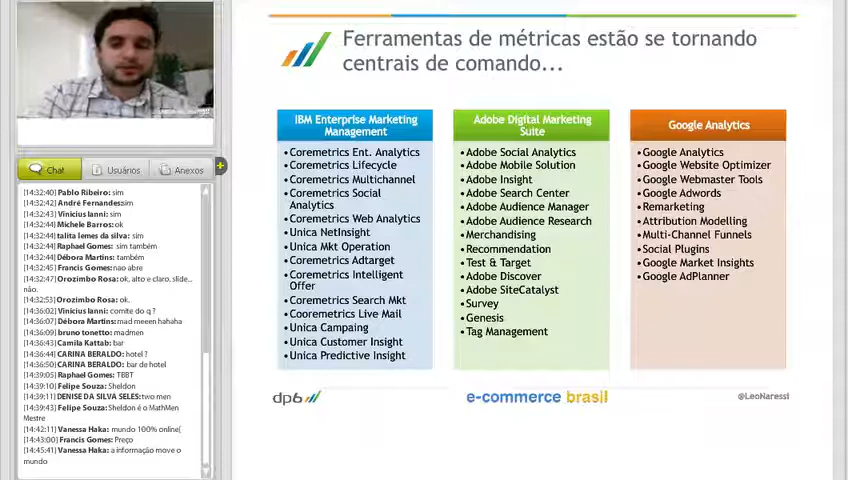 Chat
Usuários
Anexos
[14:32:40] Pablo Ribeiro: sim
[14:32:42] André Fernandes:sim
[14:32:43] Vinicius Ianni: sim
[14:32:44] Michele Barros: ok
[14:32:44] talita lemes da silva: sim
[14:32:44] Raphael Gomes: sim também
[14:32:44] Débora Martins: também
[14:32:45] Francis Gomes: nao abre
[14:32:47] Orozimbo Rosa: ok, alto e claro, slide...
não.
[14:32:53] Orozimbo Rosa: ok.
[14:36:02] Vinicius Ianni: comite do q ?
[14:36:07] Débora Martins: mad meeen hahaha
[14:36:09] bruno tonetto: madmen
[14:36:43] Camila Kattab: bar
[14:36:44] CARINA BERALDO: hotel ?
[14:36:50] CARINA BERALDO: bar de hotel
[14:39:05] Raphael Gomes: TBBT
[14:39:10] Felipe Souza: Sheldon
[14:39:11] DENISE DA SILVA SELES: two men
[14:39:43] Felipe Souza: Sheldon é o MathMen
Mestre
[14:42:11] Vanessa Haka: mundo 100% online(
[14:43:00] Francis Gomes: Preço
[14:45:41] Vanessa Haka: a informação move o
mundo
Ferramentas de métricas estão se tornando
centrais de comando...
IBM Enterprise Marketing
Management
•Coremetrics Ent. Analytics
•Coremetrics Lifecycle
•Coremetrics Multichannel
•Coremetrics Social
Analytics
•Coremetrics Web Analytics
•Unica NetInsight
•Unica Mkt Operation
•Coremetrics Adtarget
•Coremetrics Intelligent
Offer
•Coremetrics Search Mkt
•Cooremetrics Live Mail
•Unica Campaing
•Unica Customer Insight
•Unica Predictive Insight
Adobe Digital Marketing
Suite
•Adobe Social Analytics
•Adobe Mobile Solution
•Adobe Insight
•Adobe Search Center
•Adobe Audience Manager
•Adobe Audience Research
•Merchandising
•Recommendation
•Test & Target
•Adobe Discover
•Adobe SiteCatalyst
•Survey
•Genesis
•Tag Management
Google Analytics
•Google Analytics
•Google Website Optimizer
•Google Webmaster Tools
•Google Adwords
•Remarketing
•Attribution Modelling
•Multi-Channel Funnels
•Social Plugins
•Google Market Insights
•Google AdPlanner
dp6
e-commerce brasil
@LeoNaressi